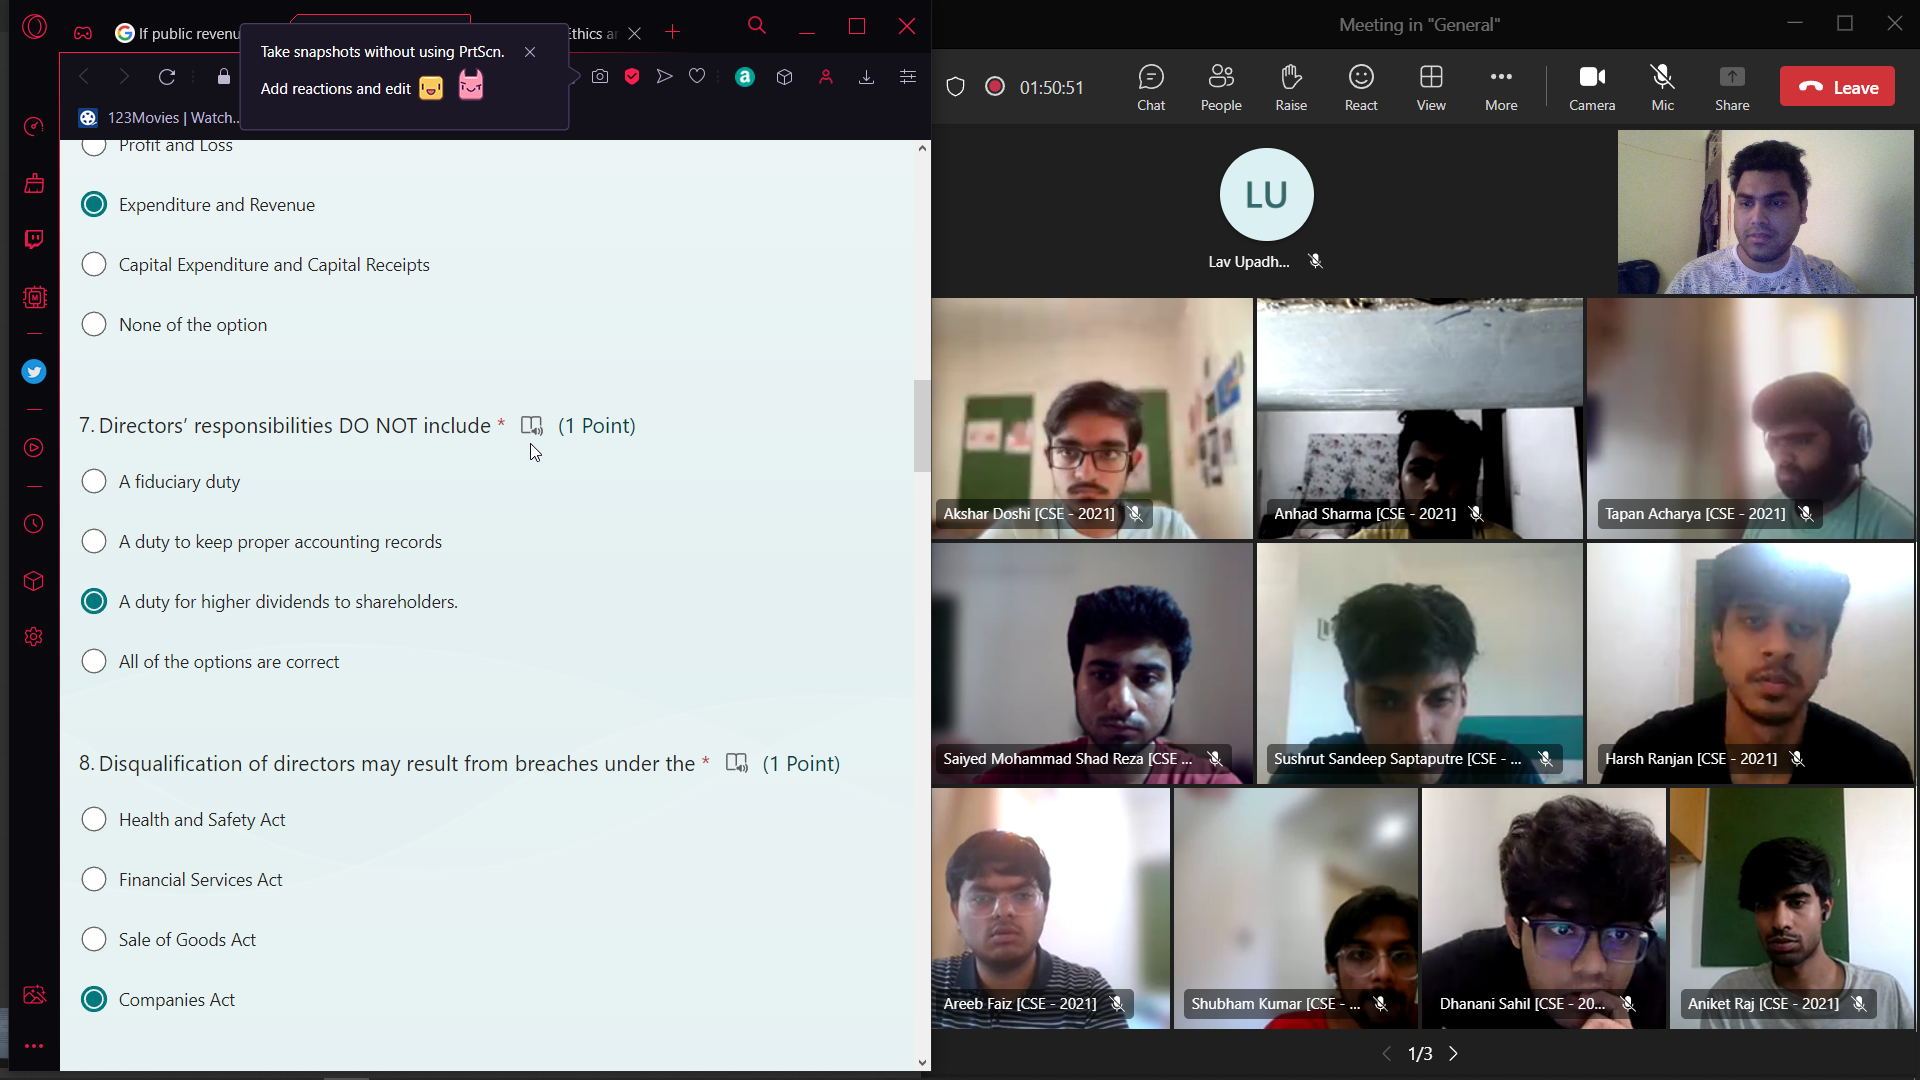 If public revenu
Ethics a
Take snapshots without using PrtScn.
Add reactions and edit
123Movies | Watch...
Profit and Loss
Expenditure and Revenue
Capital Expenditure and Capital Receipts
None of the option
7. Directors' responsibilities DO NOT include * (1 Point)
A fiduciary duty
A duty to keep proper accounting records
A duty for higher dividends to shareholders.
All of the options are correct
8. Disqualification of directors may result from breaches under the * (1 Point)
Health and Safety Act
Financial Services Act
Sale of Goods Act
Companies Act
Meeting in "General"
01:50:51
Chat
People
Raise
React
View
More
Camera
Mic
Share
Leave
LU
Lav Upadh...
Akshar Doshi [CSE - 2021]
Anhad Sharma [CSE - 2021]
Tapan Acharya [CSE - 2021]
Saiyed Mohammad Shad Reza [CSE ...
Sushrut Sandeep Saptaputre [CSE - ...
Harsh Ranjan [CSE - 2021]
Areeb Faiz [CSE - 2021]
Shubham Kumar [CSE - ...
Dhanani Sahil [CSE - 20...
Aniket Raj [CSE - 2021]
1/3